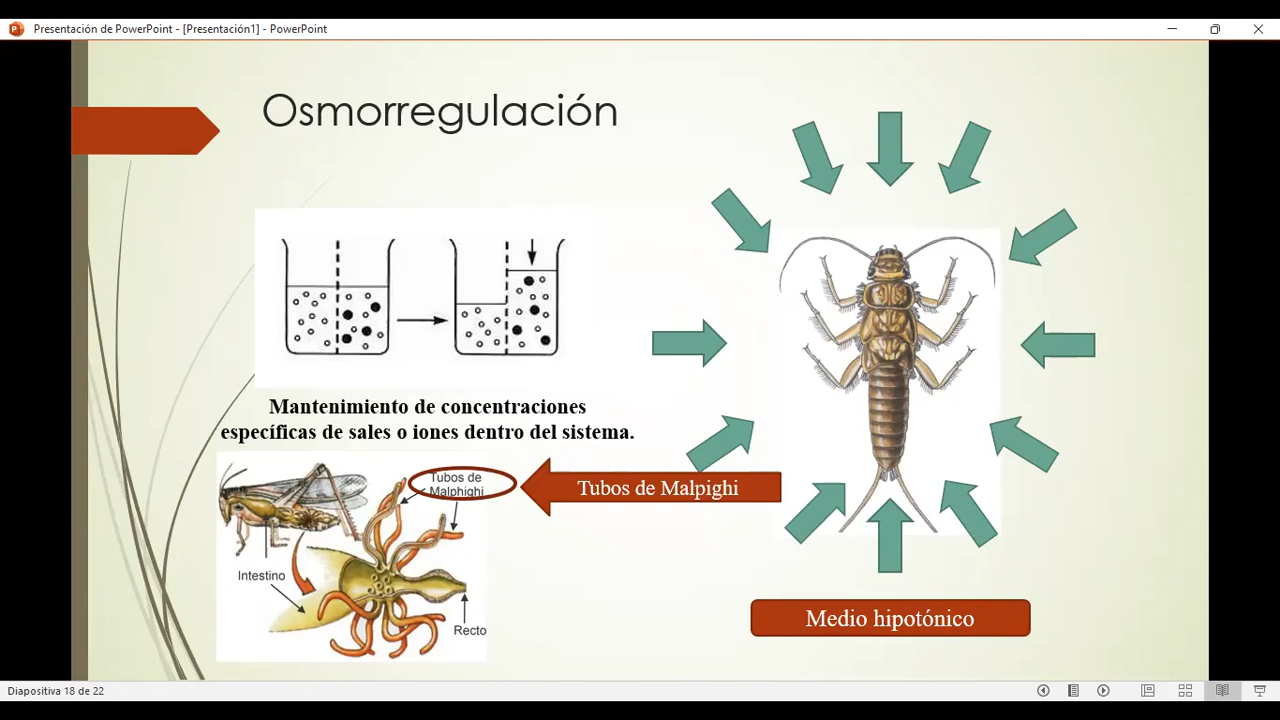 Presentación de PowerPoint - [Presentación1] - PowerPoint
Osmorregulación
Mantenimiento de concentraciones
específicas de sales o iones dentro del sistema.
Tubos de
Malphighi
Tubos de Malpighi
Intestino
Recto
Medio hipotónico
Diapositiva 18 de 22